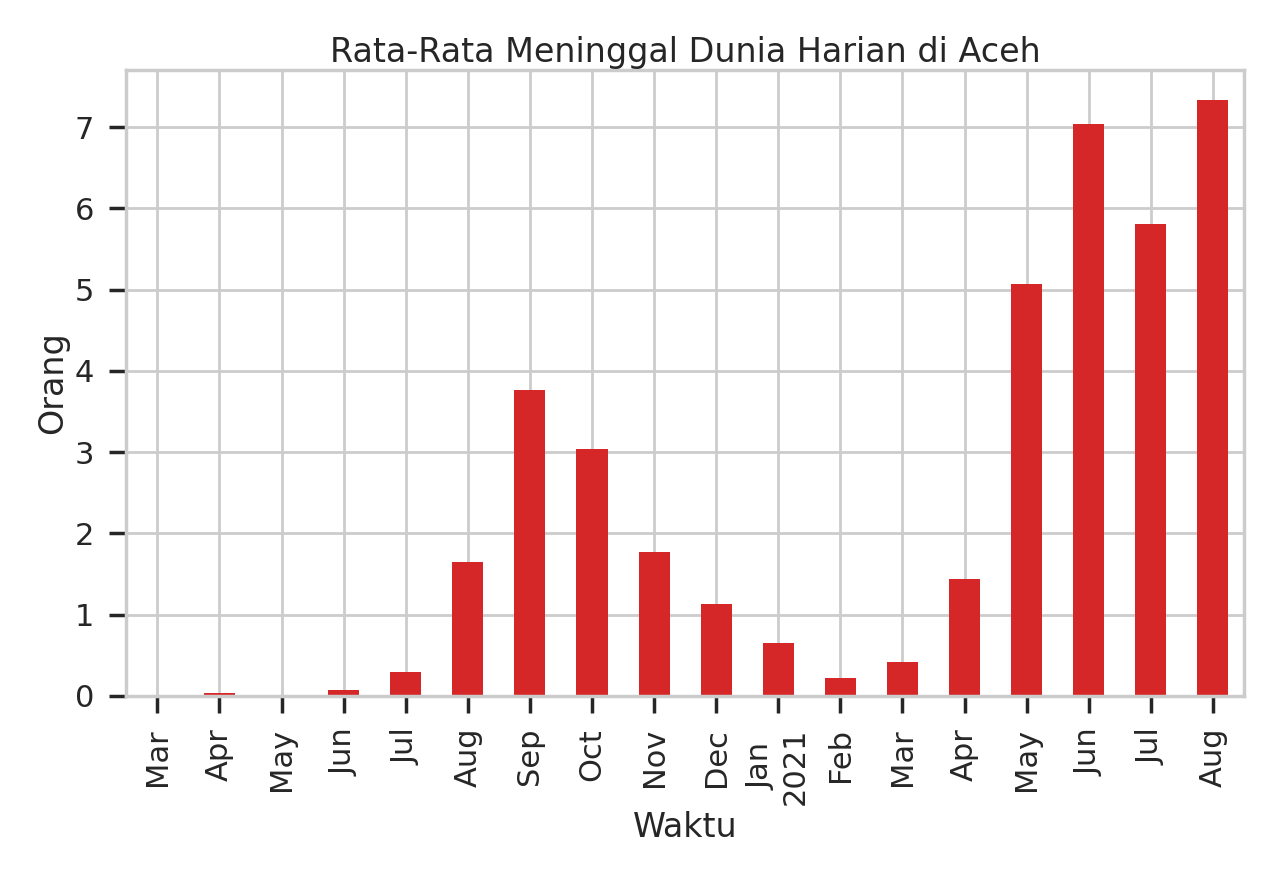 Rata-Rata Meninggal Dunia Harian di Aceh
7
6
5
4
3
2
1
0
Orang
Mar
Apr
May
Jun
Jul
Aug
Sep
Oct
Nov
Dec
Jan
2021
Feb
Mar
Apr
May
Jun
Jul
Aug
Waktu